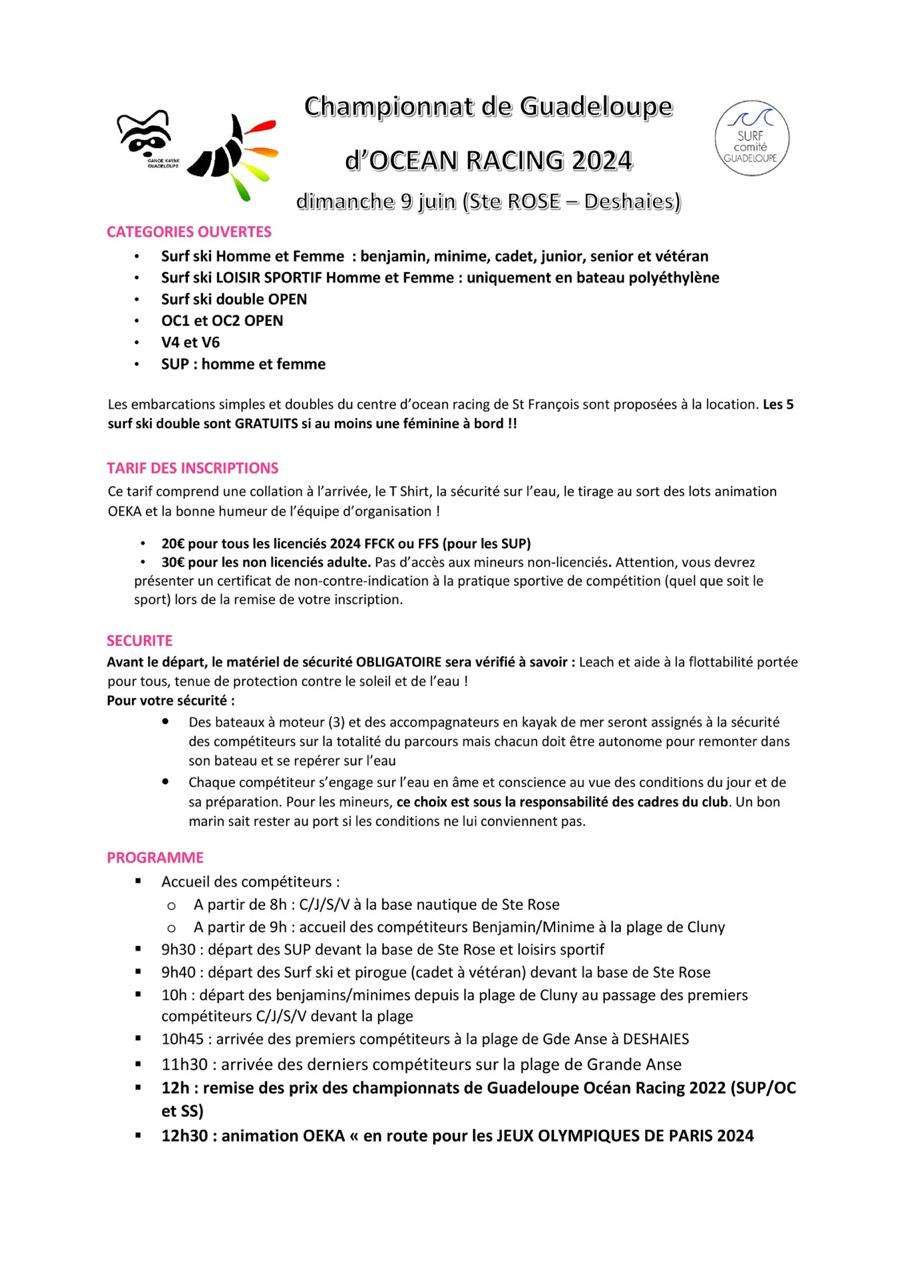 Championnat de Guadeloupe
d’OCEAN RACING 2024
dimanche 9 juin (Ste ROSE – Deshaies)
CANOE KAYAK
GUADELOUPE
SURF
comité
GUADELOUPE
CATEGORIES OUVERTES
• Surf ski Homme et Femme : benjamin, minime, cadet, junior, senior et vétéran
• Surf ski LOISIR SPORTIF Homme et Femme : uniquement en bateau polyéthylène
• Surf ski double OPEN
• OC1 et OC2 OPEN
• V4 et V6
• SUP : homme et femme
Les embarcations simples et doubles du centre d’ocean racing de St François sont proposées à la location. Les 5
surf ski double sont GRATUITS si au moins une féminine à bord !!
TARIF DES INSCRIPTIONS
Ce tarif comprend une collation à l’arrivée, le T Shirt, la sécurité sur l’eau, le tirage au sort des lots animation
OEKA et la bonne humeur de l’équipe d’organisation !
• 20€ pour tous les licenciés 2024 FFCK ou FFS (pour les SUP)
• 30€ pour les non licenciés adulte. Pas d’accès aux mineurs non-licenciés. Attention, vous devrez
présenter un certificat de non-contre-indication à la pratique sportive de compétition (quel que soit le
sport) lors de la remise de votre inscription.
SECURITE
Avant le départ, le matériel de sécurité OBLIGATOIRE sera vérifié à savoir : Leach et aide à la flottabilité portée
pour tous, tenue de protection contre le soleil et de l’eau !
Pour votre sécurité :
• Des bateaux à moteur (3) et des accompagnateurs en kayak de mer seront assignés à la sécurité
des compétiteurs sur la totalité du parcours mais chacun doit être autonome pour remonter dans
son bateau et se repérer sur l’eau
• Chaque compétiteur s’engage sur l’eau en âme et conscience au vue des conditions du jour et de
sa préparation. Pour les mineurs, ce choix est sous la responsabilité des cadres du club. Un bon
marin sait rester au port si les conditions ne lui conviennent pas.
PROGRAMME
▪ Accueil des compétiteurs :
o A partir de 8h : C/J/S/V à la base nautique de Ste Rose
o A partir de 9h : accueil des compétiteurs Benjamin/Minime à la plage de Cluny
▪ 9h30 : départ des SUP devant la base de Ste Rose et loisirs sportif
▪ 9h40 : départ des Surf ski et pirogue (cadet à vétéran) devant la base de Ste Rose
▪ 10h : départ des benjamins/minimes depuis la plage de Cluny au passage des premiers
compétiteurs C/J/S/V devant la plage
▪ 10h45 : arrivée des premiers compétiteurs à la plage de Gde Anse à DESHAIES
▪ 11h30 : arrivée des derniers compétiteurs sur la plage de Grande Anse
▪ 12h : remise des prix des championnats de Guadeloupe Océan Racing 2022 (SUP/OC
et SS)
▪ 12h30 : animation OEKA « en route pour les JEUX OLYMPIQUES DE PARIS 2024